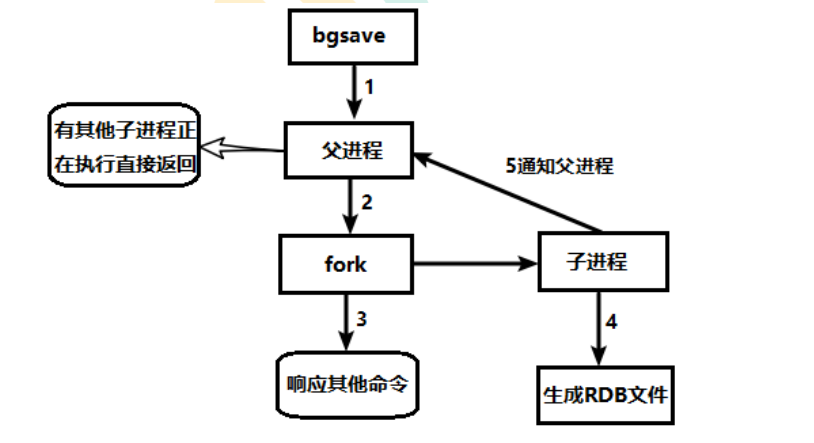 bgsave
1
有其他子进程正
在执行直接返回
父进程
5通知父进程
2
fork
子进程
3
4
响应其他命令
生成RDB文件